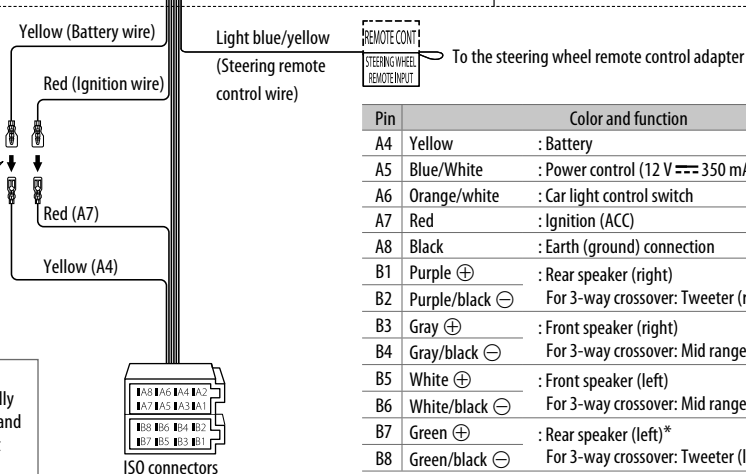 Yellow (Battery wire)
Red (Ignition wire)
Red (A7)
Yellow (A4)
Light blue/yellow
(Steering remote
control wire)
REMOTE CONT
STEERING WHEEL
REMOTE INPUT
To the steering wheel remote control adapter
Pin Color and function
A4 Yellow : Battery
A5 Blue/White : Power control (12 V ⎓ 350 mA
A6 Orange/white : Car light control switch
A7 Red : Ignition (ACC)
A8 Black : Earth (ground) connection
B1 Purple ⊕ : Rear speaker (right)
B2 Purple/black ⊖ For 3-way crossover: Tweeter (r
B3 Gray ⊕ : Front speaker (right)
B4 Gray/black ⊖ For 3-way crossover: Mid range
B5 White ⊕ : Front speaker (left)
B6 White/black ⊖ For 3-way crossover: Mid range
B7 Green ⊕ : Rear speaker (left)*
B8 Green/black ⊖ For 3-way crossover: Tweeter (l
lly
and
A8 A6 A4 A2
A7 A5 A3 A1
B8 B6 B4 B2
B7 B5 B3 B1
ISO connectors